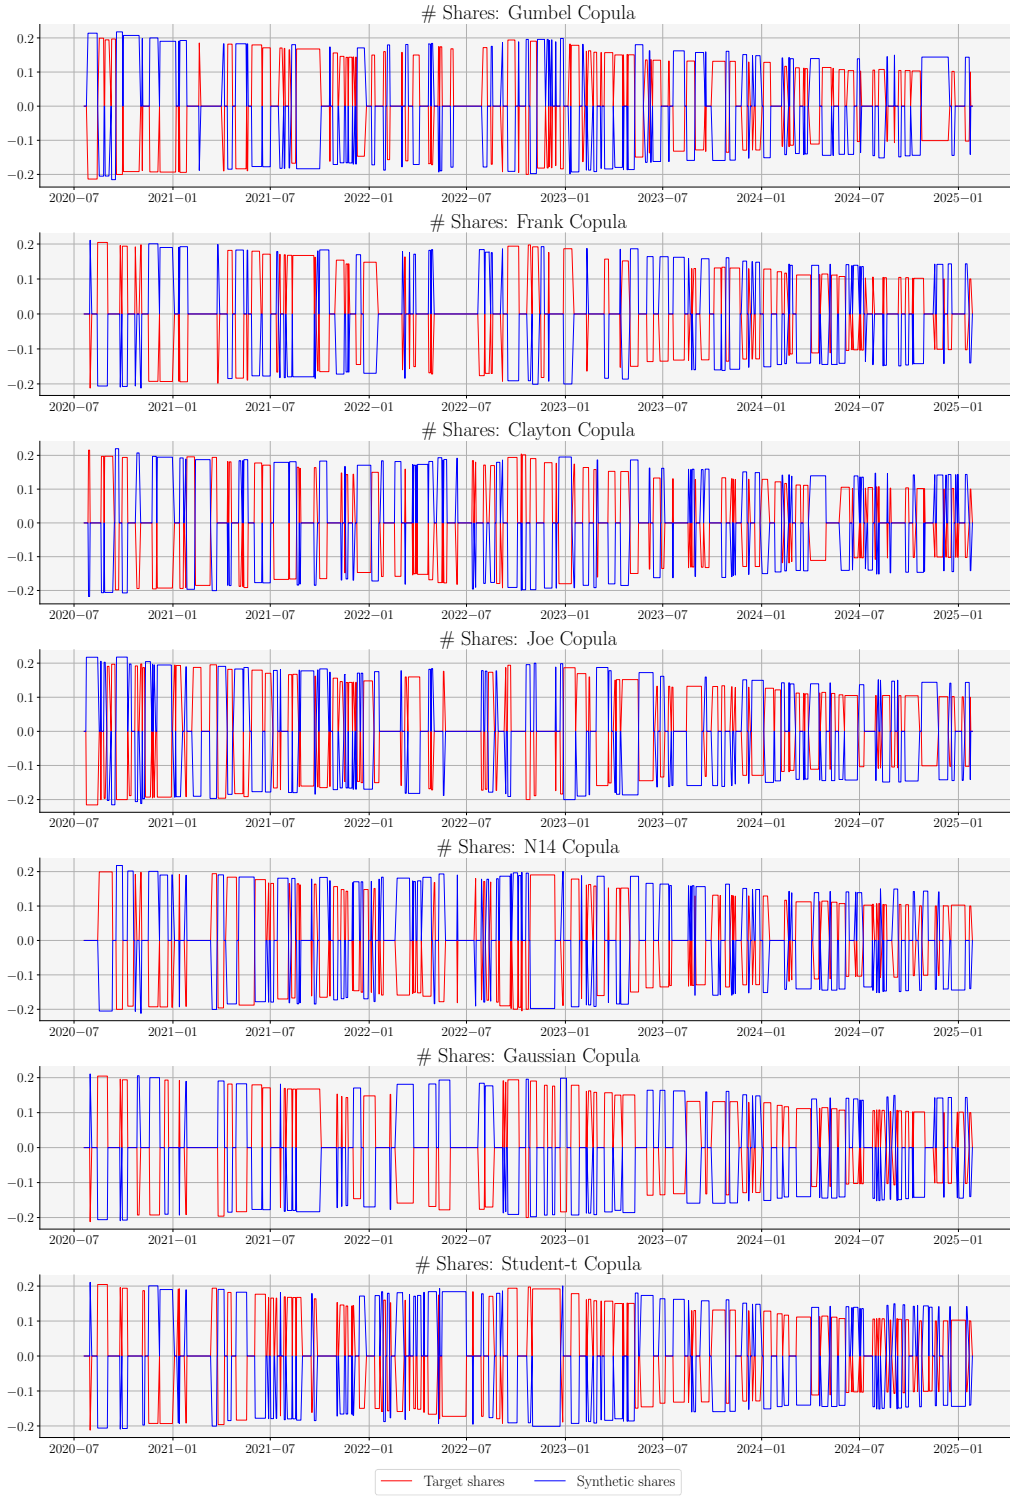 # Shares: Gumbel Copula
0.2
0.1
0.0
−0.1
−0.2
2020−07 2021−01 2021−07 2022−01 2022−07 2023−01 2023−07 2024−01 2024−07 2025−01
# Shares: Frank Copula
0.2
0.1
0.0
−0.1
−0.2
2020−07 2021−01 2021−07 2022−01 2022−07 2023−01 2023−07 2024−01 2024−07 2025−01
# Shares: Clayton Copula
0.2
0.1
0.0
−0.1
−0.2
2020−07 2021−01 2021−07 2022−01 2022−07 2023−01 2023−07 2024−01 2024−07 2025−01
# Shares: Joe Copula
0.2
0.1
0.0
−0.1
−0.2
2020−07 2021−01 2021−07 2022−01 2022−07 2023−01 2023−07 2024−01 2024−07 2025−01
# Shares: N14 Copula
0.2
0.1
0.0
−0.1
−0.2
2020−07 2021−01 2021−07 2022−01 2022−07 2023−01 2023−07 2024−01 2024−07 2025−01
# Shares: Gaussian Copula
0.2
0.1
0.0
−0.1
−0.2
2020−07 2021−01 2021−07 2022−01 2022−07 2023−01 2023−07 2024−01 2024−07 2025−01
# Shares: Student-t Copula
0.2
0.1
0.0
−0.1
−0.2
2020−07 2021−01 2021−07 2022−01 2022−07 2023−01 2023−07 2024−01 2024−07 2025−01
Target shares Synthetic shares